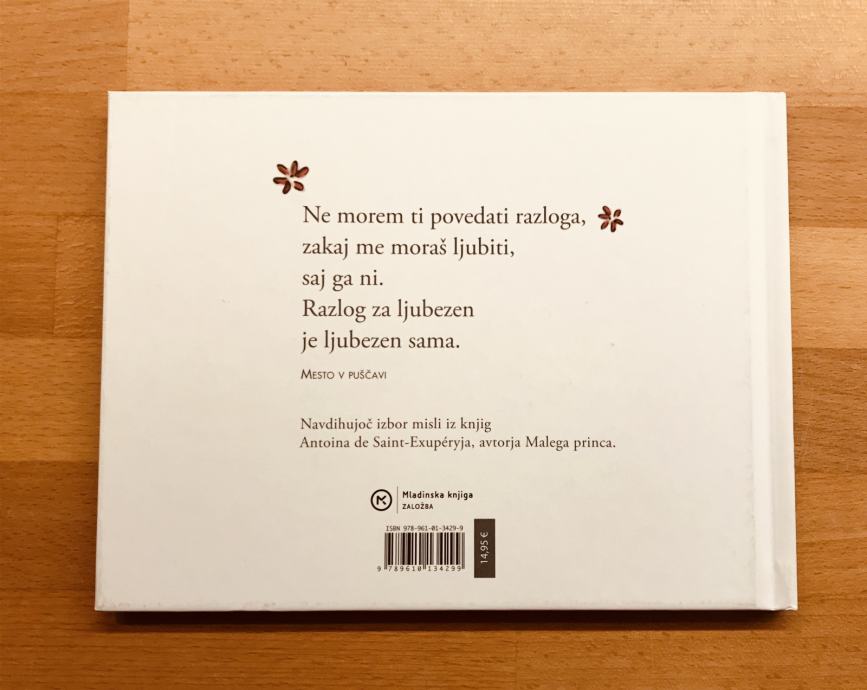 Ne morem ti povedati razloga,
zakaj me moraš ljubiti,
saj ga ni.
Razlog za ljubezen
je ljubezen sama.
Mesto v puščavi
Navdihujoč izbor misli iz knjig
Antoina de Saint-Exupéryja, avtorja Malega princa.
Mladinska knjiga
ZALOŽBA
ISBN 978-961-01-3429-9
9 789610 134299
14,95 €